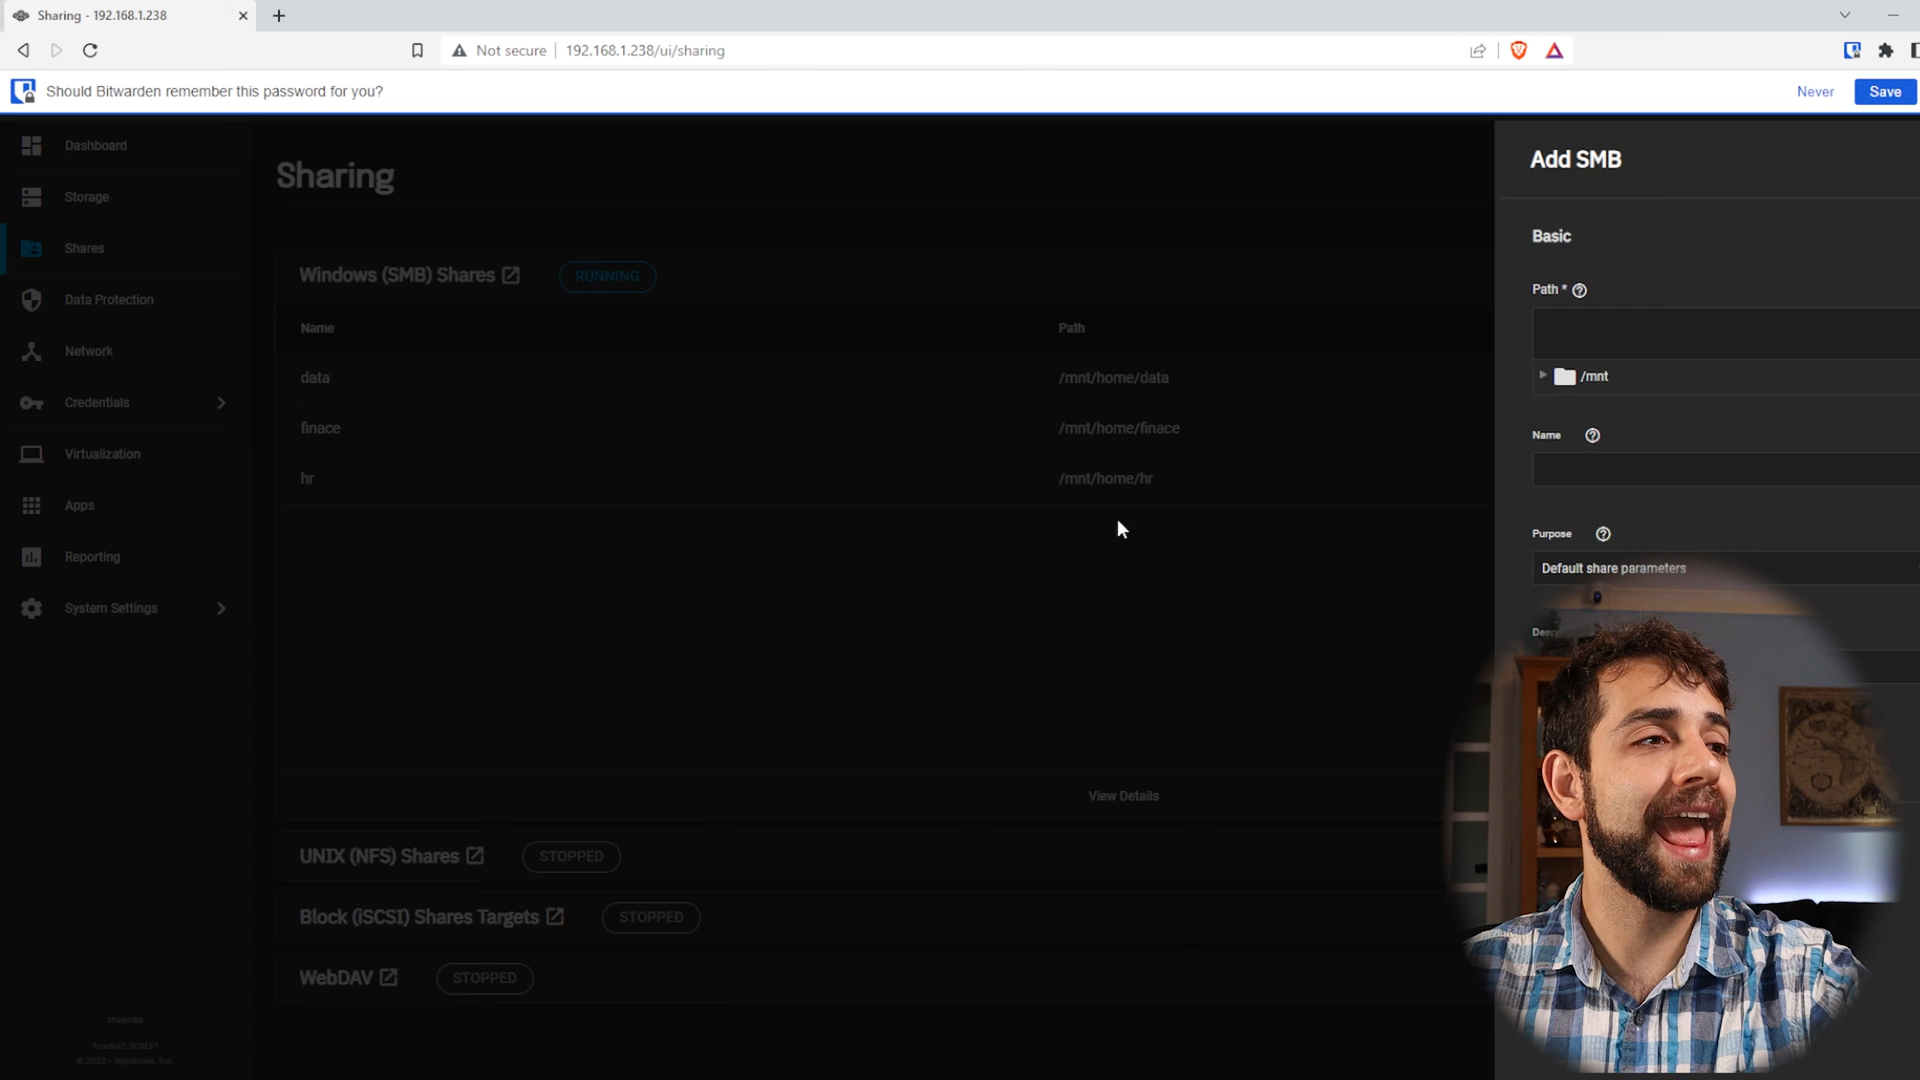 Sharing - 192.168.1.238
Not secure 192.168.1.238/ui/sharing
Should Bitwarden remember this password for you?
Never Save
Dashboard
Storage
Shares
Data Protection
Network
Credentials
Virtualization
Apps
Reporting
System Settings
Sharing
Windows (SMB) Shares RUNNING
Name Path
data /mnt/home/data
finace /mnt/home/finace
hr /mnt/home/hr
View Details
UNIX (NFS) Shares STOPPED
Block (iSCSI) Shares Targets STOPPED
WebDAV STOPPED
Add SMB
Basic
Path *
/mnt
Name
Purpose
Default share parameters
truenas
TrueNAS SCALE®